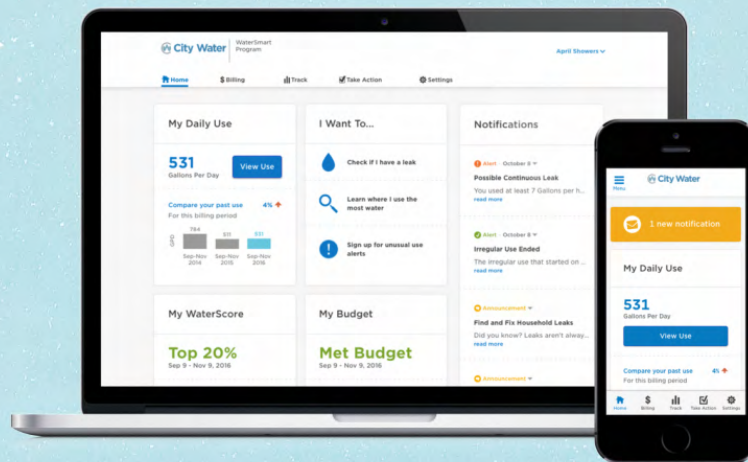 City Water
WaterSmart
Program
April Showers
Home
$ Billing
Track
Take Action
Settings
My Daily Use
531
Gallons Per Day
View Use
Compare your past use 4%
For this billing period
GPD
784
511
531
Sep-Nov
2014
Sep-Nov
2015
Sep-Nov
2016
I Want To...
Check if I have a leak
Learn where I use the
most water
Sign up for unusual use
alerts
Notifications
Alert · October 8
Possible Continuous Leak
You used at least 7 Gallons per h...
read more
Alert · October 8
Irregular Use Ended
The irregular use that started on ...
read more
Announcement
Find and Fix Household Leaks
Did you know? Leaks aren't alway...
read more
Announcement
My WaterScore
Top 20%
Sep 9 - Nov 9, 2016
My Budget
Met Budget
Sep 9 - Nov 9, 2016
Menu
City Water
1 new notification
My Daily Use
531
Gallons Per Day
View Use
Compare your past use 4%
For this billing period
Home
$
Billing
Track
Take Action
Settings